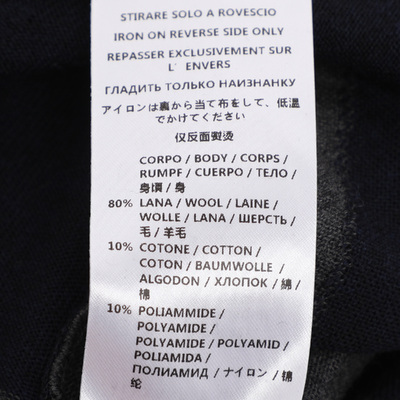 STIRARE SOLO A ROVESCIO
IRON ON REVERSE SIDE ONLY
REPASSER EXCLUSIVEMENT SUR
L' ENVERS
ГЛАДИТЬ ТОЛЬКО НАИЗНАНКУ
アイロンは裏から当て布をして、低温
でかけてください
仅反面熨烫
CORPO / BODY / CORPS /
RUMPF / CUERPO / ТЕЛО /
身頃 / 身
80% LANA / WOOL / LAINE /
WOLLE / LANA / ШЕРСТЬ /
毛 / 羊毛
10% COTONE / COTTON /
COTON / BAUMWOLLE /
ALGODON / ХЛОПОК / 綿 /
棉
10% POLIAMMIDE /
POLYAMIDE /
POLYAMIDE / POLYAMID /
POLIAMIDA /
ПОЛИАМИД / ナイロン / 锦
纶